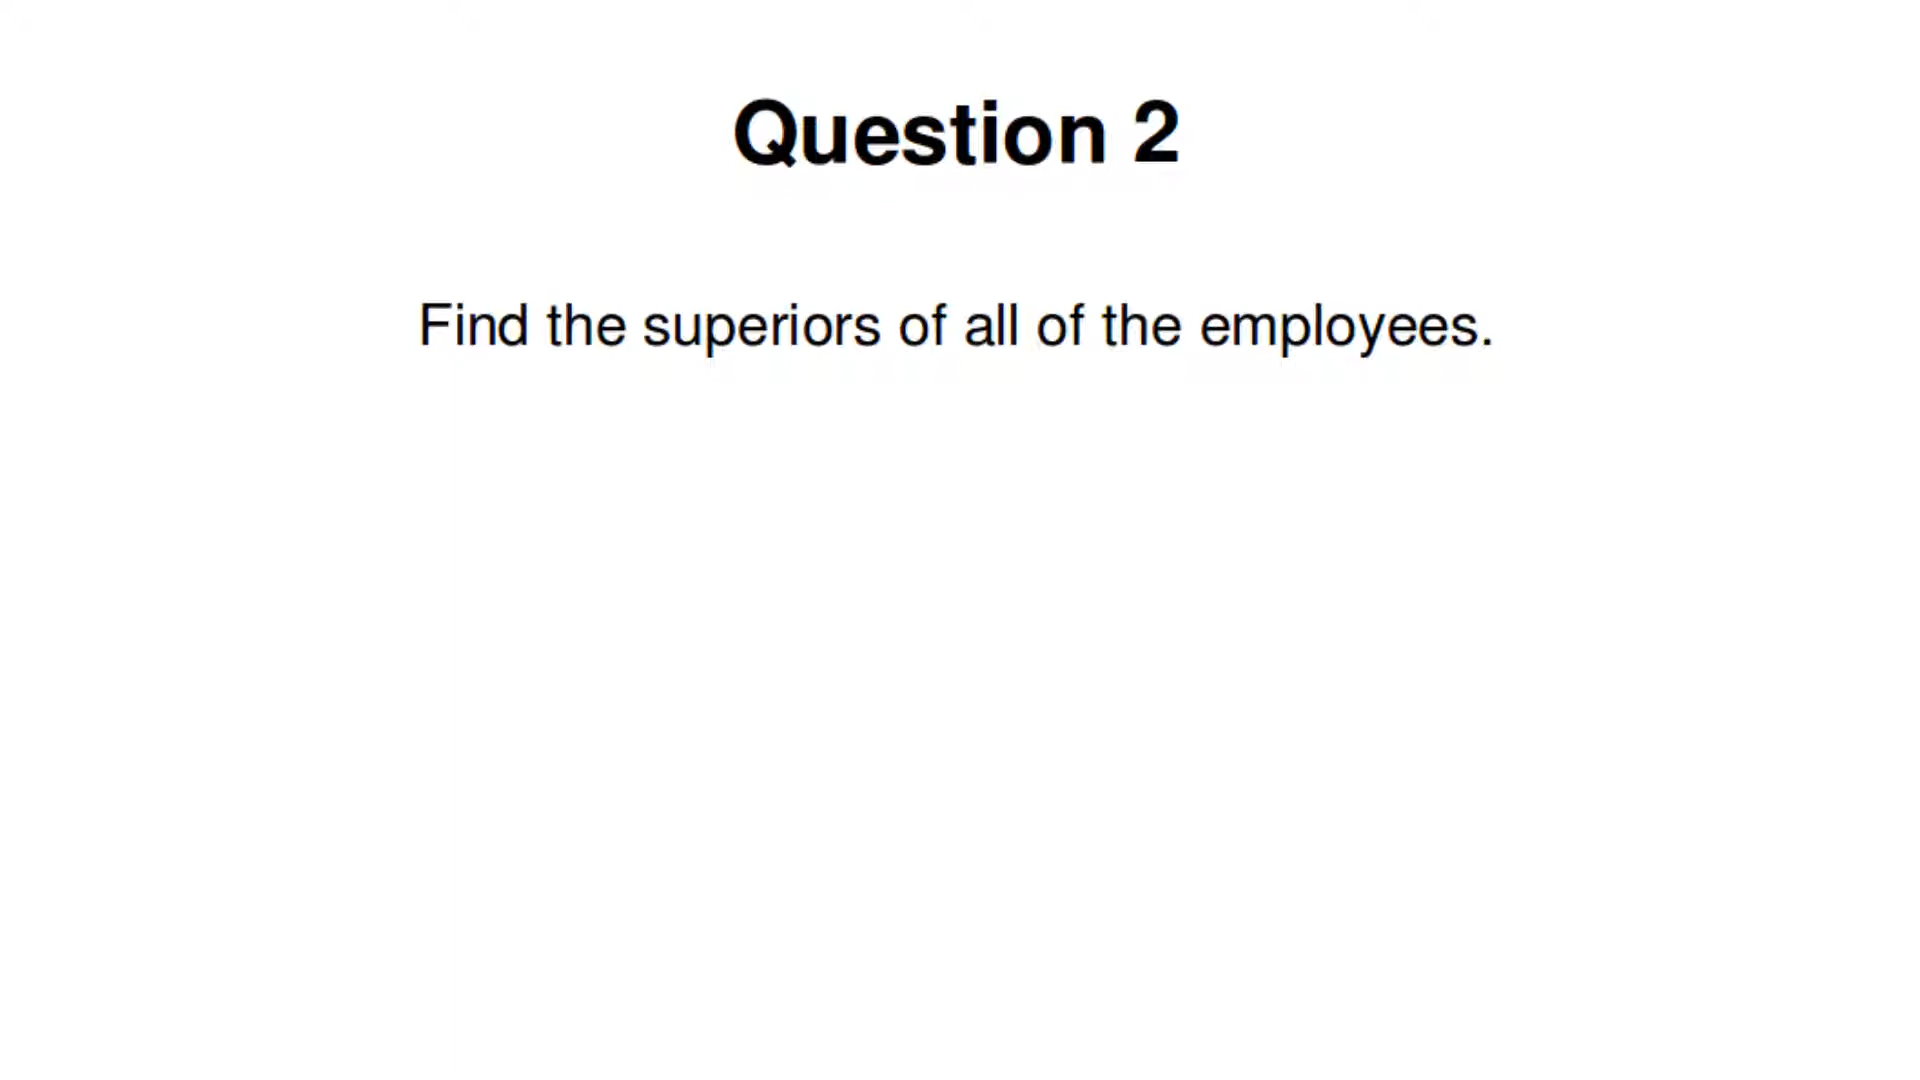 Question 2
Find the superiors of all of the employees.